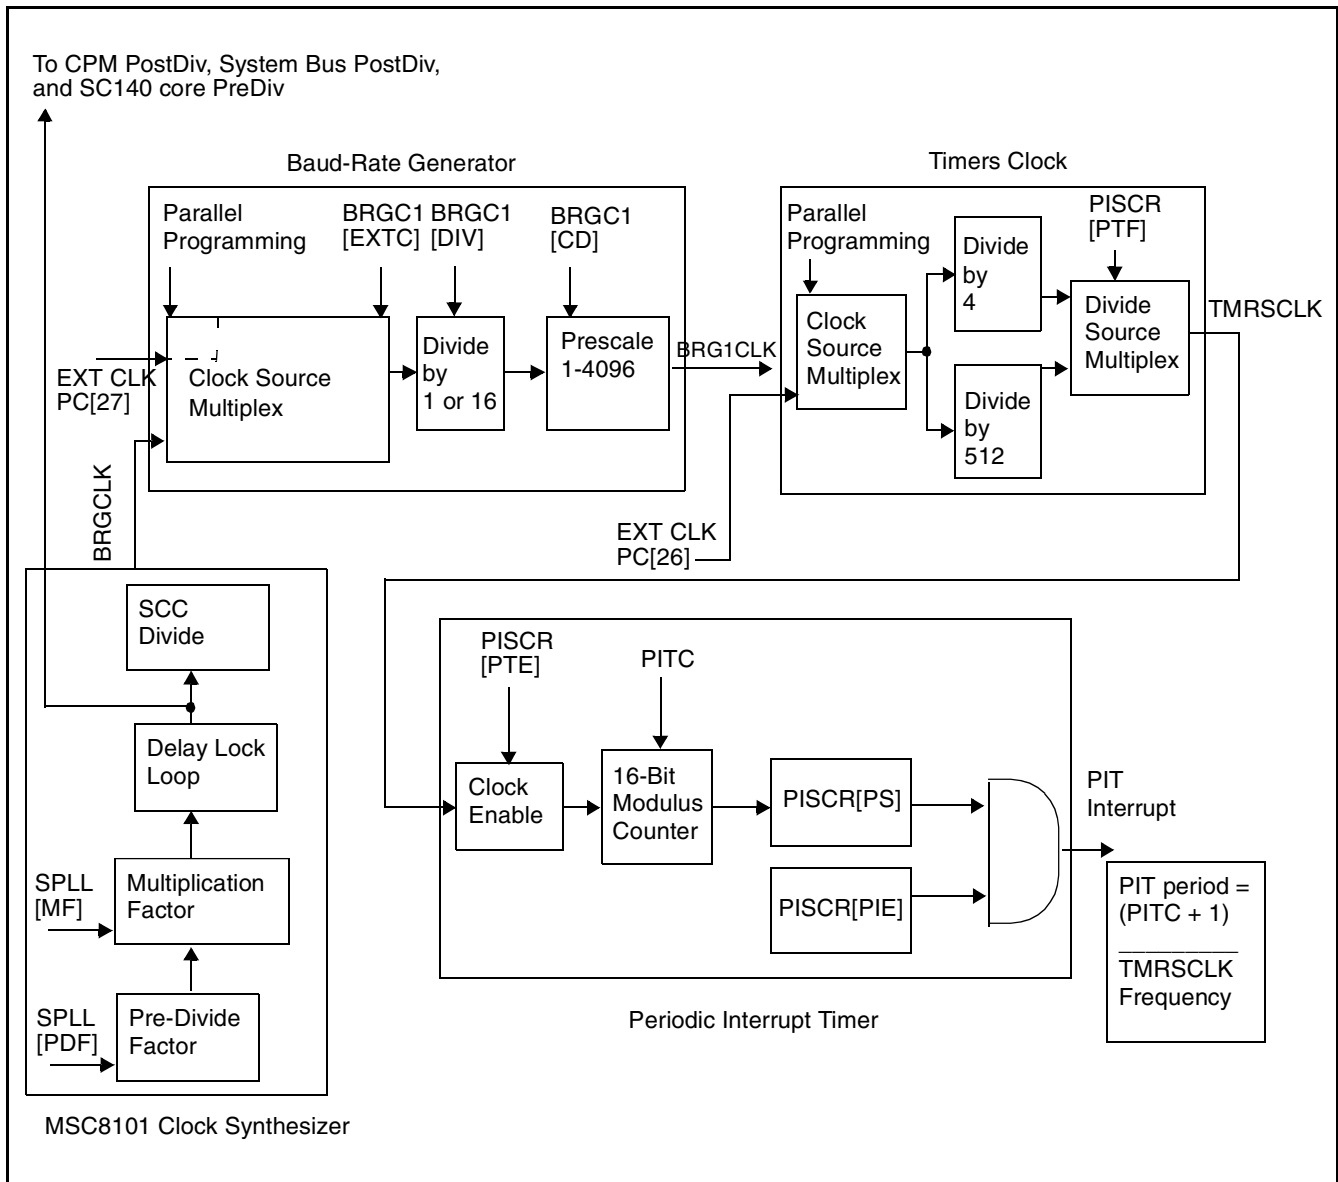 To CPM PostDiv, System Bus PostDiv,
and SC140 core PreDiv
Baud-Rate Generator
Parallel
Programming
BRGC1
[EXTC]
BRGC1
[DIV]
BRGC1
[CD]
EXT CLK
PC[27]
Clock Source
Multiplex
Divide
by
1 or 16
Prescale
1-4096
BRG1CLK
BRGCLK
Timers Clock
Parallel
Programming
Clock
Source
Multiplex
Divide
by
4
Divide
by
512
PISCR
[PTF]
Divide
Source
Multiplex
TMRSCLK
EXT CLK
PC[26]
SCC
Divide
Delay Lock
Loop
SPLL
[MF]
Multiplication
Factor
SPLL
[PDF]
Pre-Divide
Factor
MSC8101 Clock Synthesizer
PISCR
[PTE]
PITC
Clock
Enable
16-Bit
Modulus
Counter
PISCR[PS]
PISCR[PIE]
PIT
Interrupt
PIT period =
(PITC + 1)
TMRSCLK
Frequency
Periodic Interrupt Timer